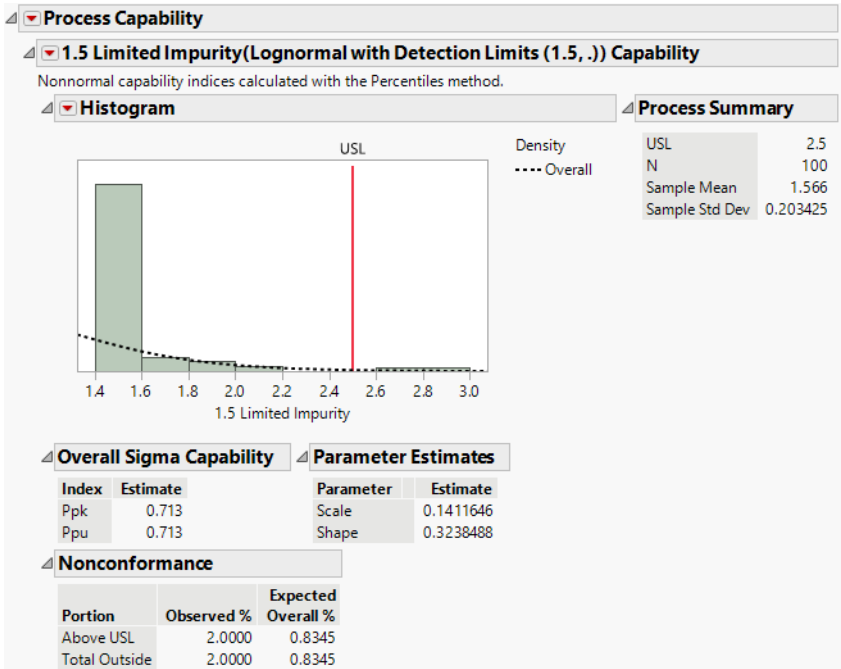 Process Capability
1.5 Limited Impurity(Lognormal with Detection Limits (1.5, .)) Capability
Nonnormal capability indices calculated with the Percentiles method.
Histogram
USL
Density
Overall
1.4 1.6 1.8 2.0 2.2 2.4 2.6 2.8 3.0
1.5 Limited Impurity
Process Summary
USL 2.5
N 100
Sample Mean 1.566
Sample Std Dev 0.203425
Overall Sigma Capability
Index Estimate
Ppk 0.713
Ppu 0.713
Parameter Estimates
Parameter Estimate
Scale 0.1411646
Shape 0.3238488
Nonconformance
Expected
Portion Observed % Overall %
Above USL 2.0000 0.8345
Total Outside 2.0000 0.8345